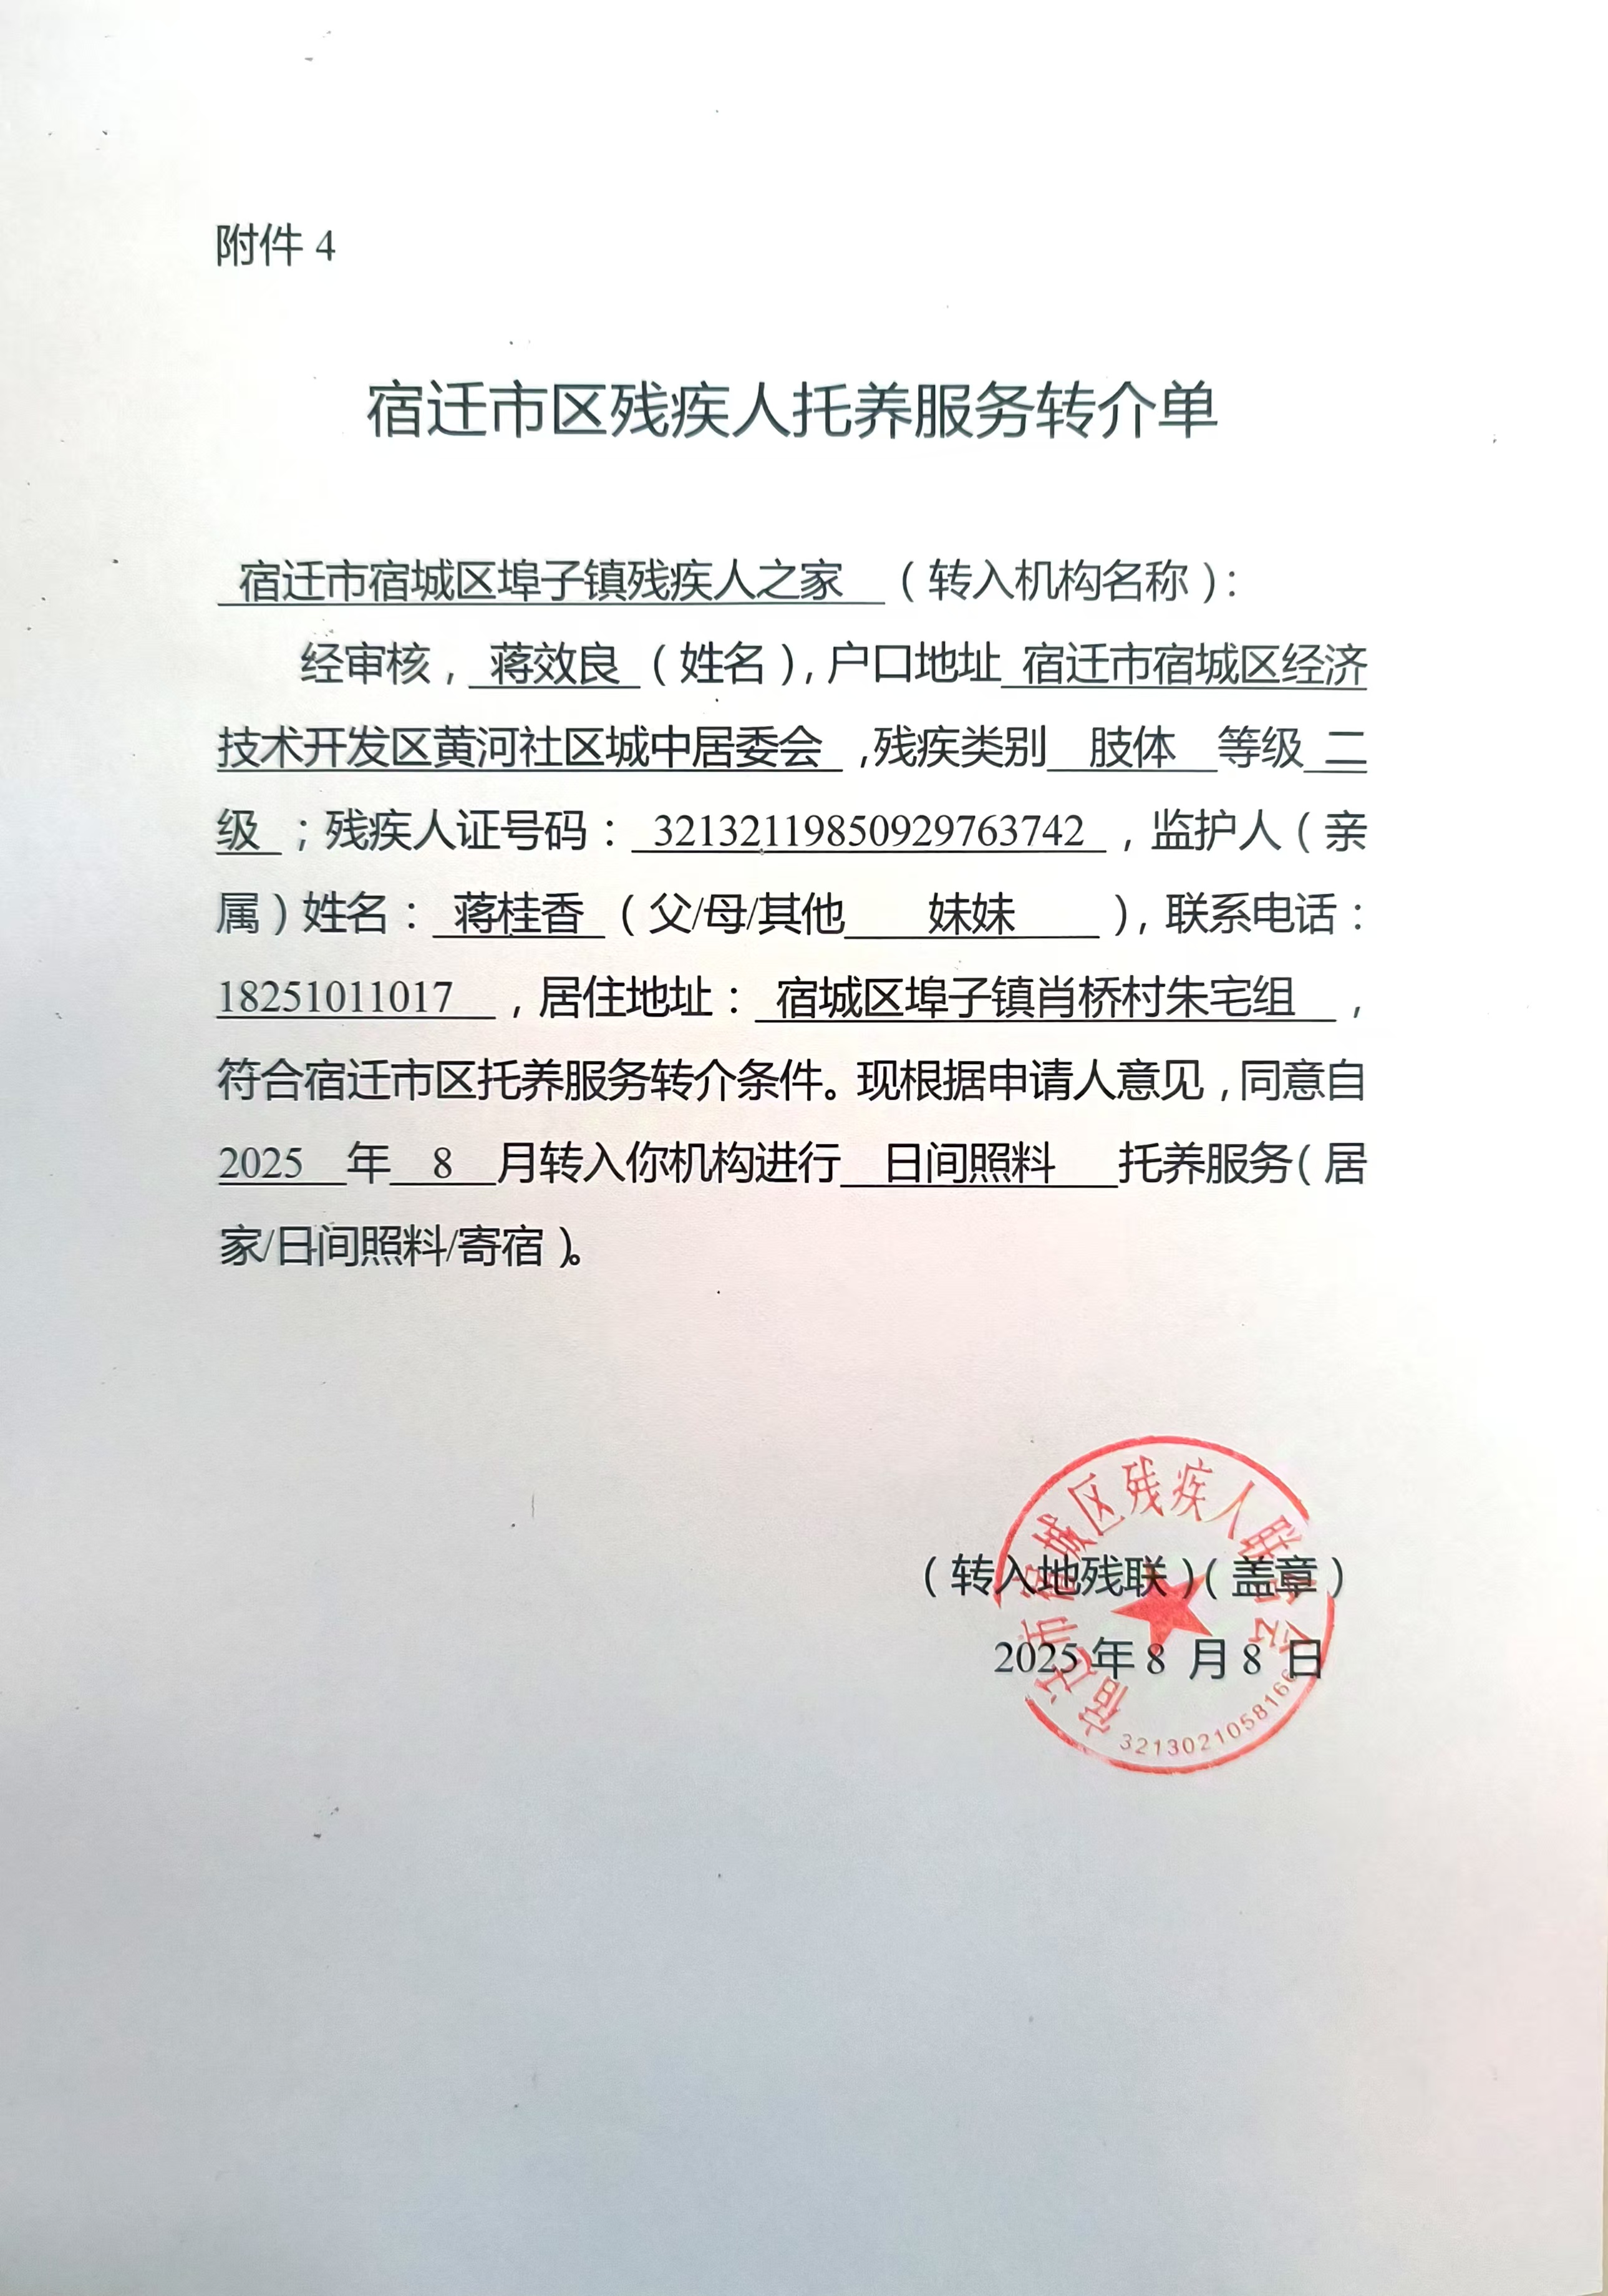 附件 4
宿迁市区残疾人托养服务转介单
宿迁市宿城区埠子镇残疾人之家 （转入机构名称）：
经审核，蒋效良（姓名），户口地址 宿迁市宿城区经济
技术开发区黄河社区城中居委会 ，残疾类别 肢体 等级 二
级 ；残疾人证号码： 32132119850929763742 ，监护人（亲
属）姓名： 蒋桂香 （父/母/其他 妹妹 ），联系电话：
18251011017 ，居住地址： 宿城区埠子镇肖桥村朱宅组 ，
符合宿迁市区托养服务转介条件。现根据申请人意见，同意自
2025 年 8 月转入你机构进行 日间照料 托养服务（居
家/日间照料/寄宿）。
宿迁市宿城区残疾人联合会
（转入地残联）（盖章）
2025 年 8 月 8 日
3213021058166